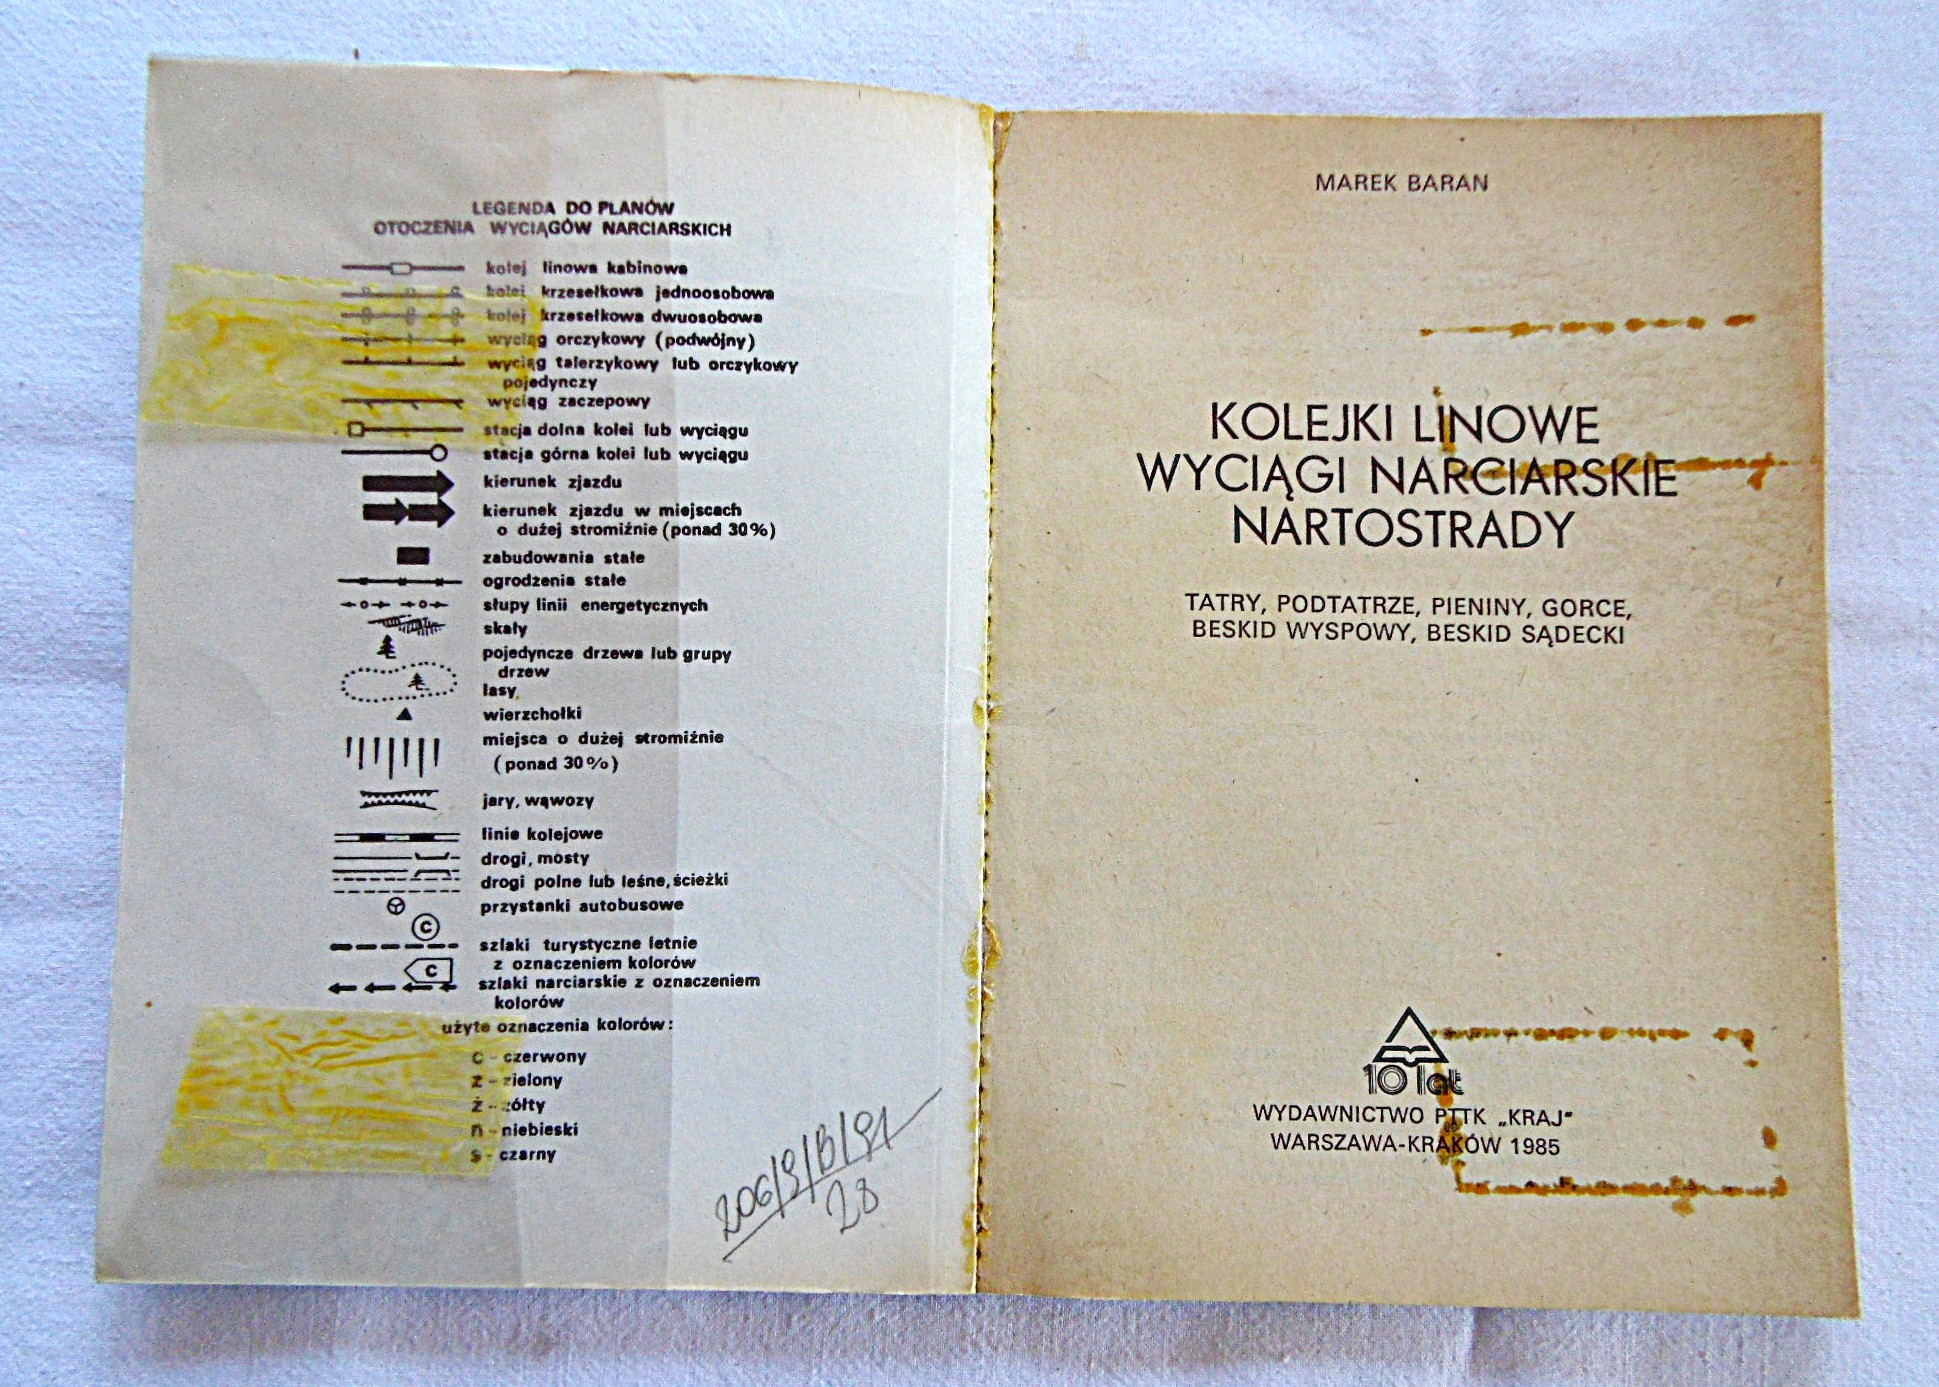 LEGENDA DO PLANÓW
OTOCZENIA WYCIĄGÓW NARCIARSKICH
kolej linowa kabinowa
kolej krzesełkowa jednoosobowa
kolej krzesełkowa dwuosobowa
wyciąg orczykowy (podwójny)
wyciąg talerzykowy lub orczykowy
pojedynczy
wyciąg zaczepowy
stacja dolna kolei lub wyciągu
stacja górna kolei lub wyciągu
kierunek zjazdu
kierunek zjazdu w miejscach
o dużej stromiźnie (ponad 30%)
zabudowania stałe
ogrodzenia stałe
słupy linii energetycznych
skały
pojedyncze drzewa lub grupy
drzew
lasy
wierzchołki
miejsca o dużej stromiźnie
(ponad 30%)
jary, wąwozy
linie kolejowe
drogi, mosty
drogi polne lub leśne, ścieżki
przystanki autobusowe
C
szlaki turystyczne letnie
z oznaczeniem kolorów
C
szlaki narciarskie z oznaczeniem
kolorów
użyte oznaczenia kolorów:
C - czerwony
Z - zielony
Ż - żółty
n - niebieski
s - czarny
28
MAREK BARAN
KOLEJKI LINOWE
WYCIĄGI NARCIARSKIE
NARTOSTRADY
TATRY, PODTATRZE, PIENINY, GORCE,
BESKID WYSPOWY, BESKID SĄDECKI
10 lat
WYDAWNICTWO PTTK „KRAJ"
WARSZAWA-KRAKÓW 1985